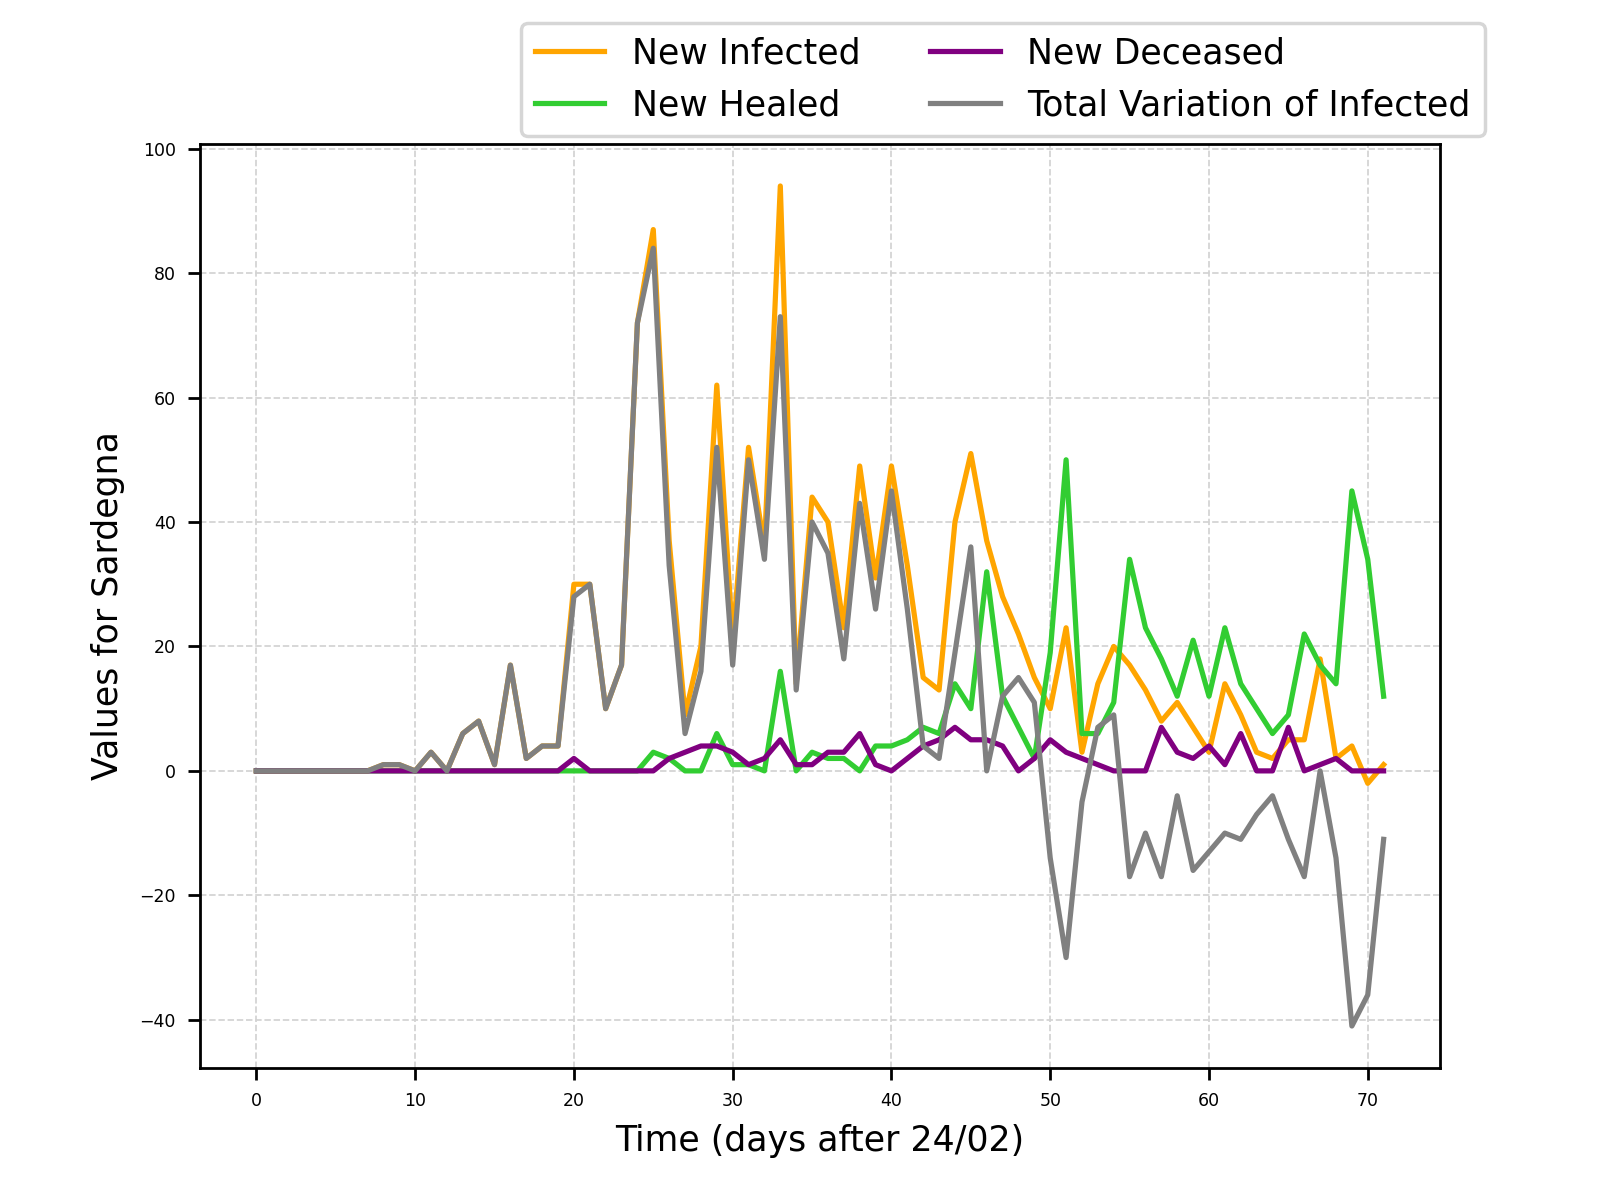 New Infected
New Healed
New Deceased
Total Variation of Infected
100
80
60
40
20
0
−20
−40
Values for Sardegna
0 10 20 30 40 50 60 70
Time (days after 24/02)